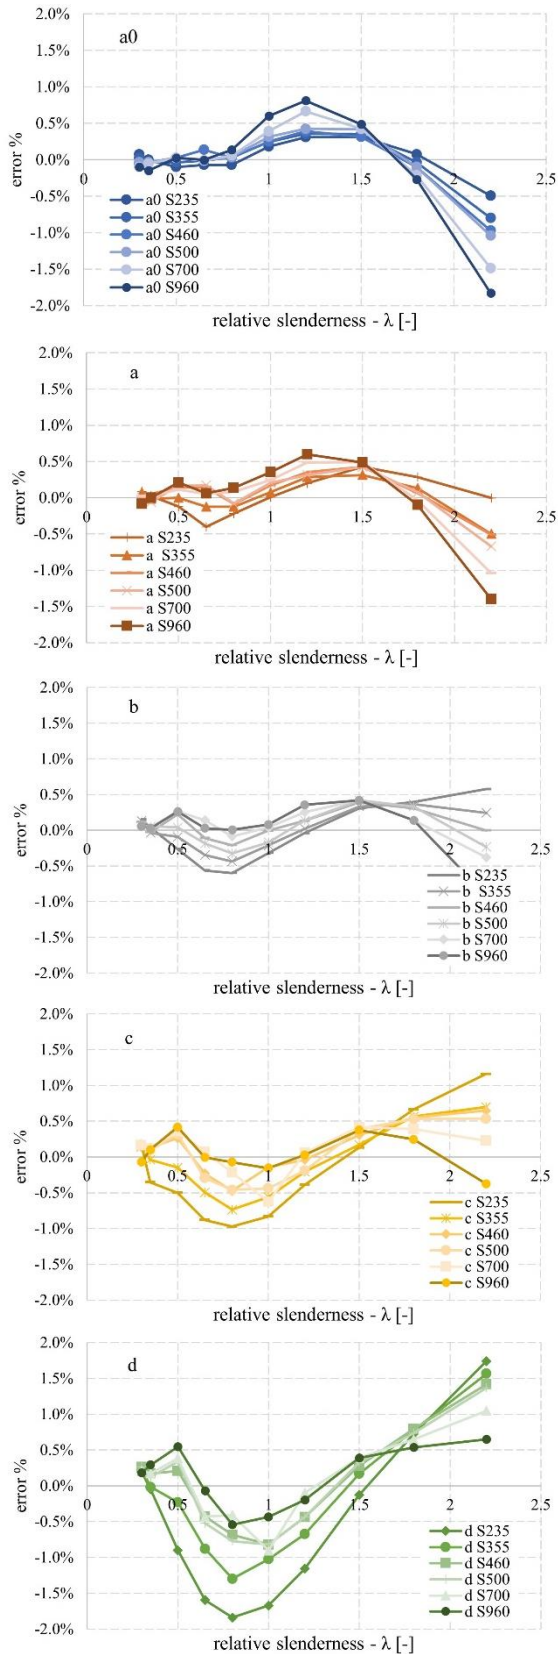 2.0%
a0
1.5%
1.0%
0.5%
0.0%
-0.5%
-1.0%
-1.5%
-2.0%
error %
0 0.5 1 1.5 2 2.5
a0 S235
a0 S355
a0 S460
a0 S500
a0 S700
a0 S960
relative slenderness - λ [-]
2.0%
a
1.5%
1.0%
0.5%
0.0%
-0.5%
-1.0%
-1.5%
-2.0%
error %
0 0.5 1 1.5 2 2.5
a S235
a S355
a S460
a S500
a S700
a S960
relative slenderness - λ [-]
2.0%
b
1.5%
1.0%
0.5%
0.0%
-0.5%
-1.0%
-1.5%
-2.0%
error %
0 0.5 1 1.5 2 2.5
b S235
b S355
b S460
b S500
b S700
b S960
relative slenderness - λ [-]
2.0%
c
1.5%
1.0%
0.5%
0.0%
-0.5%
-1.0%
-1.5%
-2.0%
error %
0 0.5 1 1.5 2 2.5
c S235
c S355
c S460
c S500
c S700
c S960
relative slenderness - λ [-]
2.0%
d
1.5%
1.0%
0.5%
0.0%
-0.5%
-1.0%
-1.5%
-2.0%
error %
0 0.5 1 1.5 2 2.5
d S235
d S355
d S460
d S500
d S700
d S960
relative slenderness - λ [-]